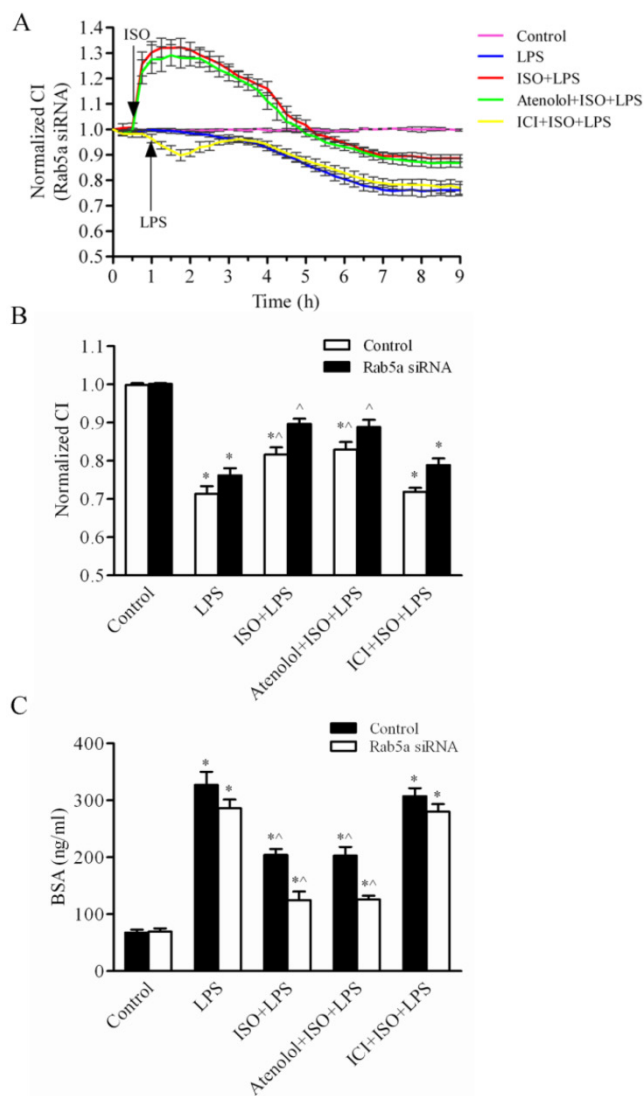 A
ISO
LPS
Normalized CI
(Rab5a siRNA)
1.4
1.3
1.2
1.1
1.0
0.9
0.8
0.7
0.6
0.5
0 1 2 3 4 5 6 7 8 9
Time (h)
Control
LPS
ISO+LPS
Atenolol+ISO+LPS
ICI+ISO+LPS
B
Normalized CI
1.1
1.0
0.9
0.8
0.7
0.6
0.5
Control
Rab5a siRNA
* * *^ ^ *^ ^ * *
Control
LPS
ISO+LPS
Atenolol+ISO+LPS
ICI+ISO+LPS
C
BSA (ng/ml)
400
300
200
100
0
Control
Rab5a siRNA
* * *^ *^ *^ *^ * *
Control
LPS
ISO+LPS
Atenolol+ISO+LPS
ICI+ISO+LPS